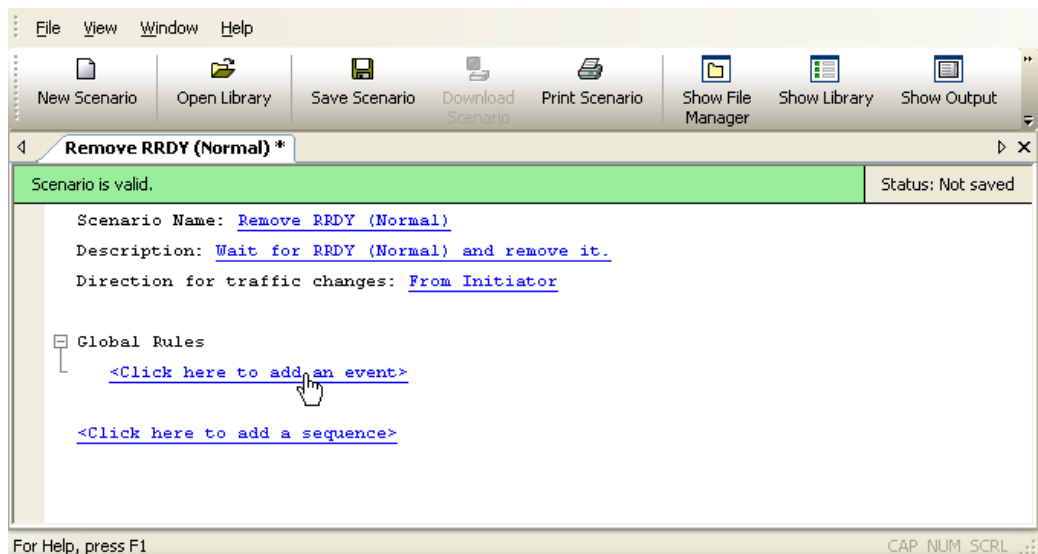 File View Window Help
New Scenario Open Library Save Scenario Download Scenario Print Scenario Show File Manager Show Library Show Output
Remove RRDY (Normal) *
Scenario is valid. Status: Not saved
Scenario Name: Remove RRDY (Normal)
Description: Wait for RRDY (Normal) and remove it.
Direction for traffic changes: From Initiator
Global Rules
<Click here to add an event>
<Click here to add a sequence>
For Help, press F1 CAP NUM SCRL